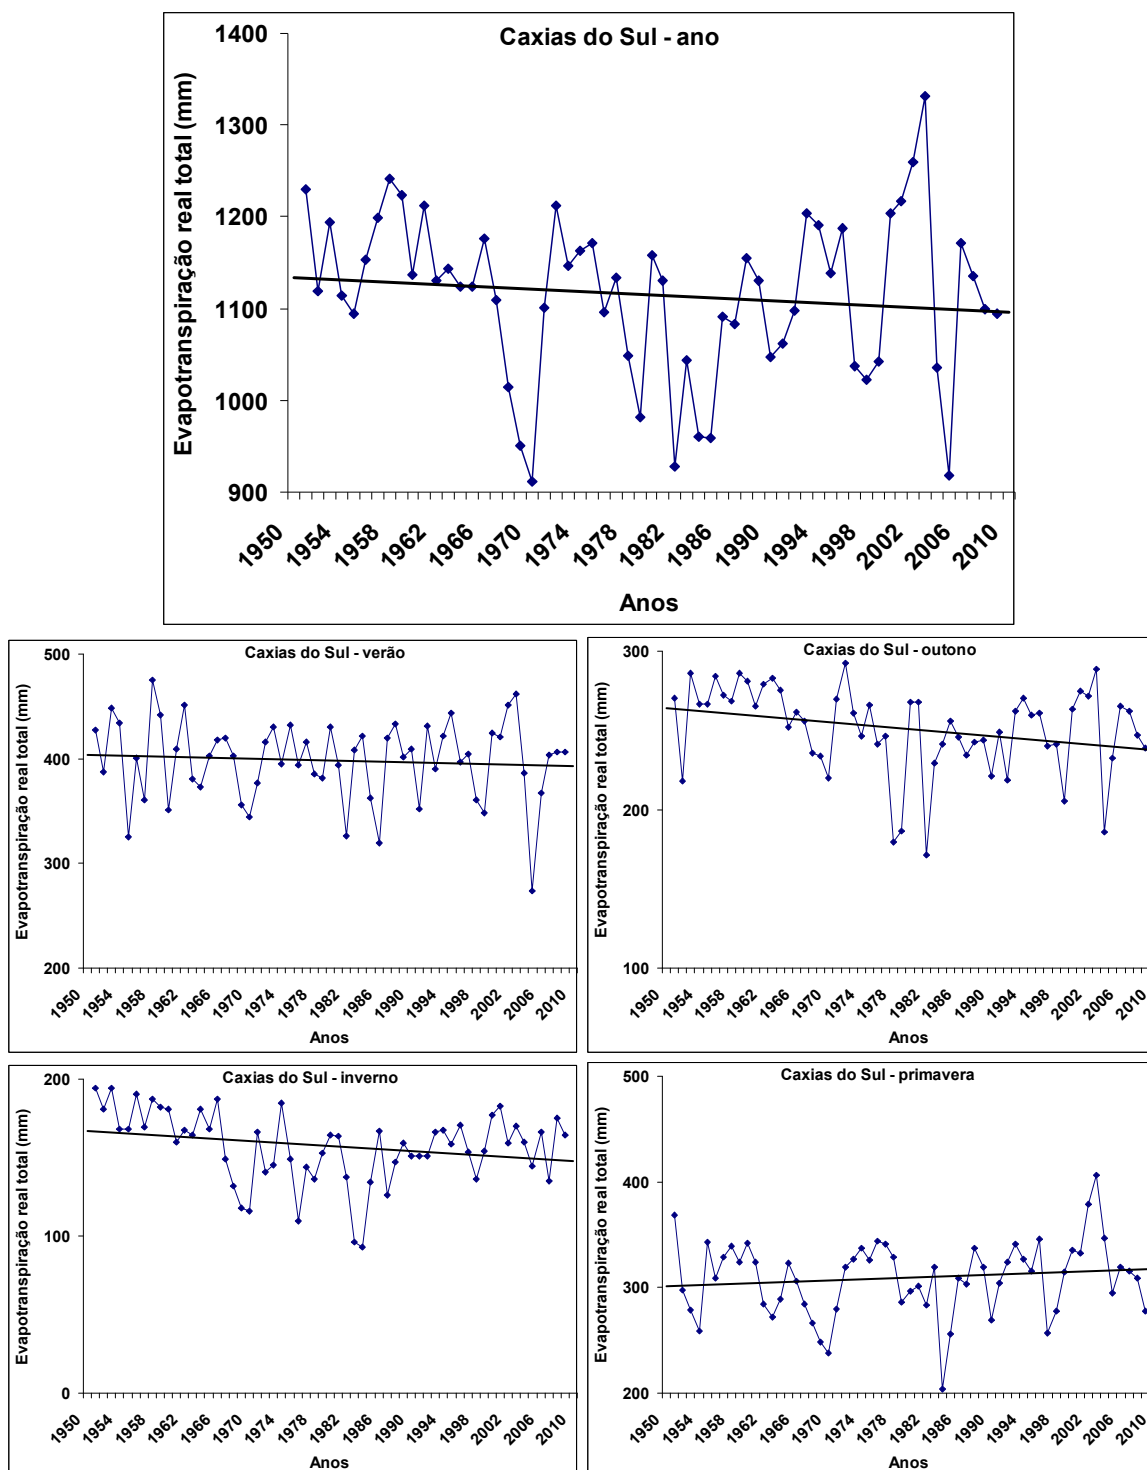 Caxias do Sul - ano
Evapotranspiração real total (mm)
1400
1300
1200
1100
1000
900
1950 1954 1958 1962 1966 1970 1974 1978 1982 1986 1990 1994 1998 2002 2006 2010
Anos
Caxias do Sul - verão
Evapotranspiração real total (mm)
500
400
300
200
1950 1954 1958 1962 1966 1970 1974 1978 1982 1986 1990 1994 1998 2002 2006 2010
Anos
Caxias do Sul - outono
Evapotranspiração real total (mm)
300
200
100
1950 1954 1958 1962 1966 1970 1974 1978 1982 1986 1990 1994 1998 2002 2006 2010
Anos
Caxias do Sul - inverno
Evapotranspiração real total (mm)
200
100
0
1950 1954 1958 1962 1966 1970 1974 1978 1982 1986 1990 1994 1998 2002 2006 2010
Anos
Caxias do Sul - primavera
Evapotranspiração real total (mm)
500
400
300
200
1950 1954 1958 1962 1966 1970 1974 1978 1982 1986 1990 1994 1998 2002 2006 2010
Anos